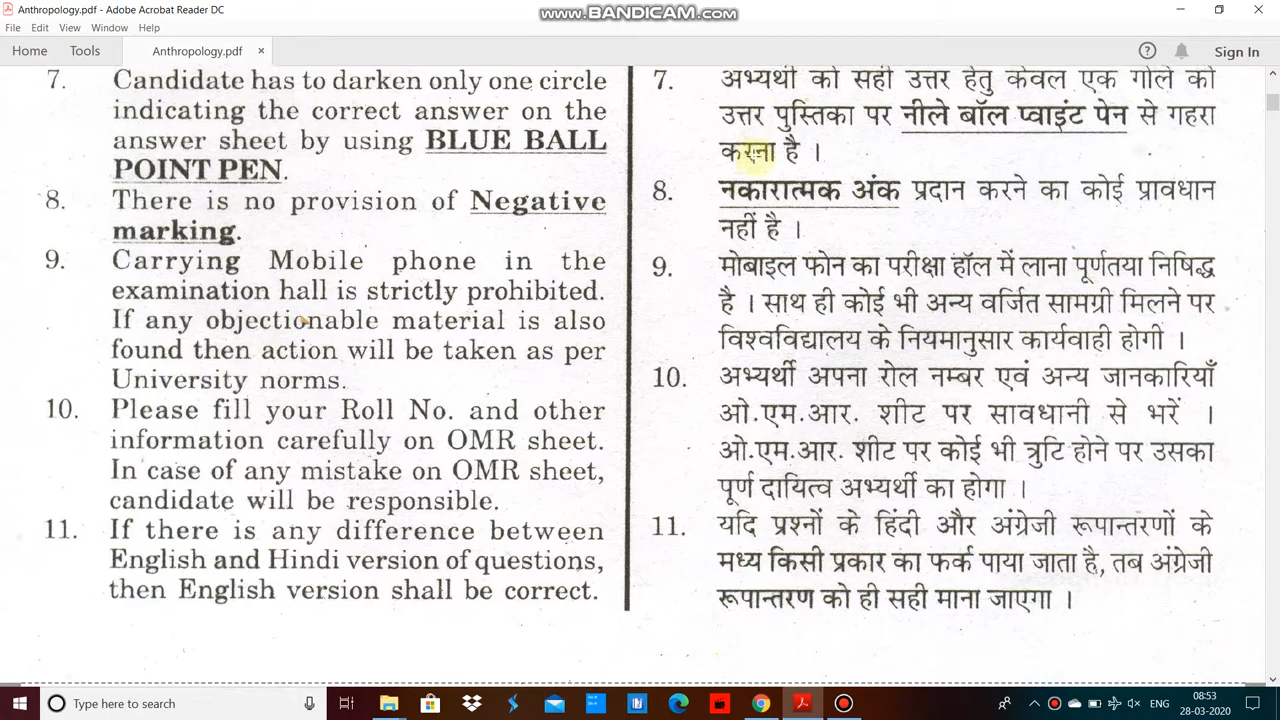 Anthropology.pdf - Adobe Acrobat Reader DC
www.BANDICAM.com
File Edit View Window Help
Home Tools Anthropology.pdf × Sign In
7. Candidate has to darken only one circle
indicating the correct answer on the
answer sheet by using BLUE BALL
POINT PEN.
8. There is no provision of Negative
marking.
9. Carrying Mobile phone in the
examination hall is strictly prohibited.
If any objectionable material is also
found then action will be taken as per
University norms.
10. Please fill your Roll No. and other
information carefully on OMR sheet.
In case of any mistake on OMR sheet,
candidate will be responsible.
11. If there is any difference between
English and Hindi version of questions,
then English version shall be correct.
7. अभ्यर्थी को सही उत्तर हेतु केवल एक गोले को
उत्तर पुस्तिका पर नीले बॉल प्वाइंट पेन से गहरा
करना है ।
8. नकारात्मक अंक प्रदान करने का कोई प्रावधान
नहीं है ।
9. मोबाइल फोन का परीक्षा हॉल में लाना पूर्णतया निषिद्ध
है । साथ ही कोई भी अन्य वर्जित सामग्री मिलने पर
विश्वविद्यालय के नियमानुसार कार्यवाही होगी ।
10. अभ्यर्थी अपना रोल नम्बर एवं अन्य जानकारियाँ
ओ.एम.आर. शीट पर सावधानी से भरें ।
ओ.एम.आर. शीट पर कोई भी त्रुटि होने पर उसका
पूर्ण दायित्व अभ्यर्थी का होगा ।
11. यदि प्रश्नों के हिंदी और अंग्रेजी रूपान्तरणों के
मध्य किसी प्रकार का फर्क पाया जाता है, तब अंग्रेजी
रूपान्तरण को ही सही माना जाएगा ।
Type here to search
ENG
08:53
28-03-2020